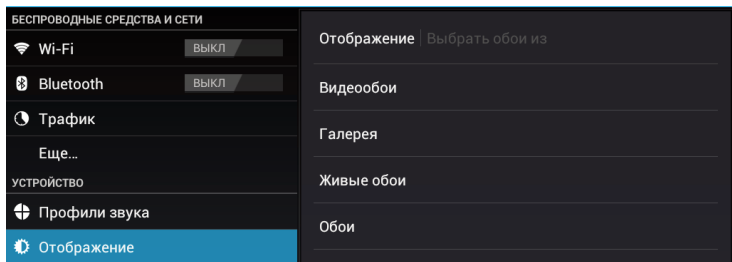 БЕСПРОВОДНЫЕ СРЕДСТВА И СЕТИ
Wi-Fi ВЫКЛ
Bluetooth ВЫКЛ
Трафик
Еще...
УСТРОЙСТВО
Профили звука
Отображение
Отображение Выбрать обои из
Видеообои
Галерея
Живые обои
Обои